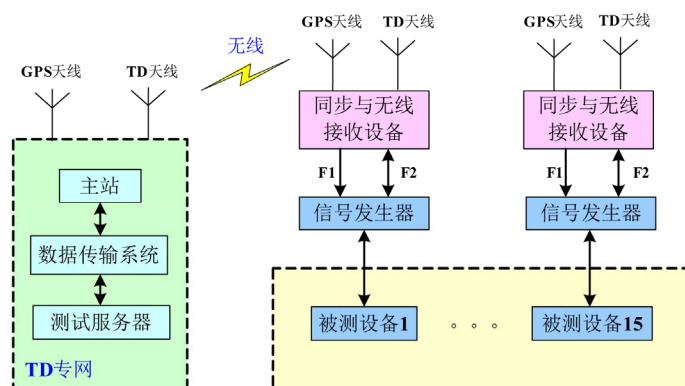 GPS天线 TD天线
无线
GPS天线 TD天线
GPS天线 TD天线
主站
数据传输系统
测试服务器
TD专网
同步与无线
接收设备
F1 F2
信号发生器
被测设备1
。。。
同步与无线
接收设备
F1 F2
信号发生器
被测设备15